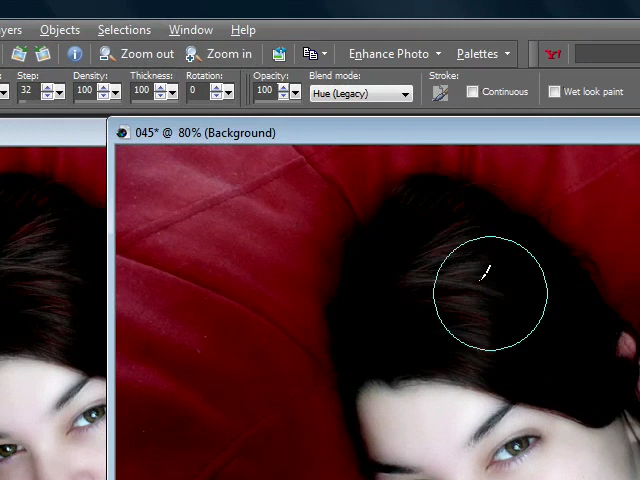 yers Objects Selections Window Help
Zoom out Zoom in Enhance Photo Palettes Y!
Step: Density: Thickness: Rotation: Opacity: Blend mode: Stroke:
32 100 100 0 100 Hue (Legacy) Continuous Wet look paint
045* @ 80% (Background)